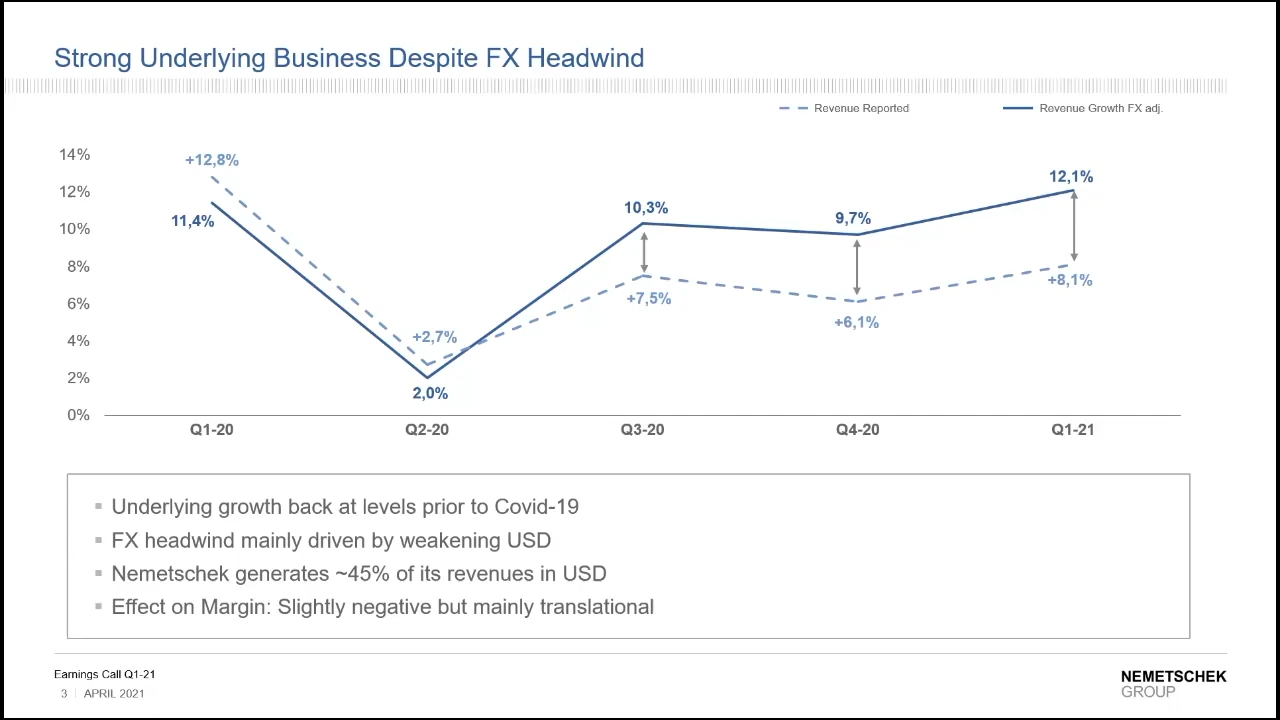 Strong Underlying Business Despite FX Headwind
Revenue Reported
Revenue Growth FX adj.
14%
12%
10%
8%
6%
4%
2%
0%
+12,8%
11,4%
+2,7%
2,0%
10,3%
+7,5%
9,7%
+6,1%
12,1%
+8,1%
Q1-20
Q2-20
Q3-20
Q4-20
Q1-21
Underlying growth back at levels prior to Covid-19
FX headwind mainly driven by weakening USD
Nemetschek generates ~45% of its revenues in USD
Effect on Margin: Slightly negative but mainly translational
Earnings Call Q1-21
3 | APRIL 2021
NEMETSCHEK
GROUP